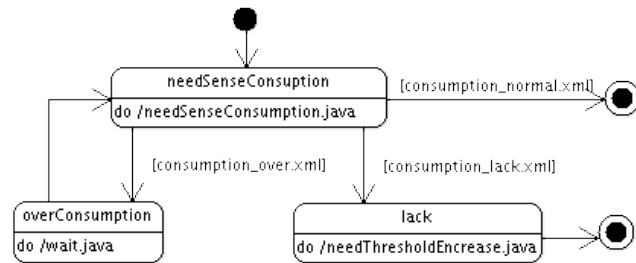 needSenseConsuption
do /needSenseConsumption.java
[consumption_normal.xml]
[consumption_over.xml]
[consumption_lack.xml]
overConsumption
do /wait.java
lack
do /needThresholdEncrease.java